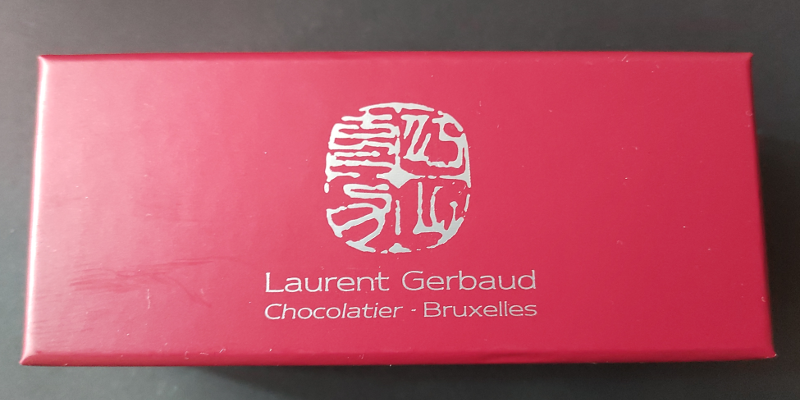 Laurent Gerbaud
Chocolatier · Bruxelles